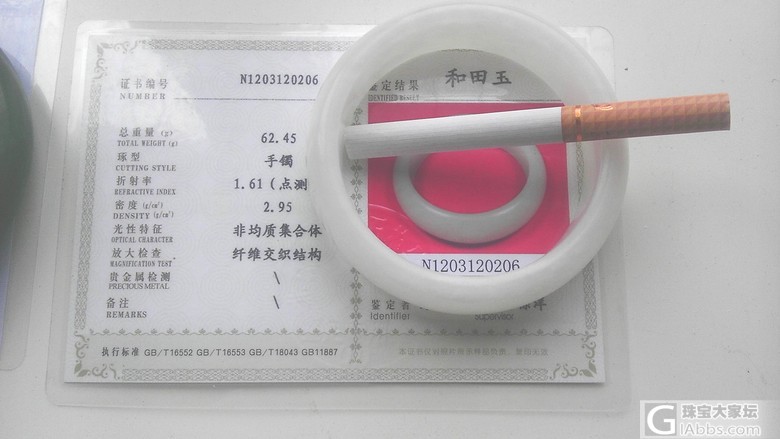 证书编号 N1203120206
NUMBER
总重量 (g) 62.45
TOTAL WEIGHT (g)
琢型 手镯
CUTTING STYLE
折射率 1.61 (点测
REFRACTIVE INDEX
密度 (g/cm³) 2.95
DENSITY (g/cm³)
光性特征 非均质集合体
OPTICAL CHARACTER
放大检查 纤维交织结构
MAGNIFICATION TEST
贵金属检测 \
PRECIOUS METAL
备注 \
REMARKS
鉴定结果 和田玉
IDENTIFIED RESULT
N1203120206
鉴定者
Identifier supervisor
执行标准 GB/T16552 GB/T16553 GB/T18043 GB11887
珠宝大家坛
GIAbbs.com